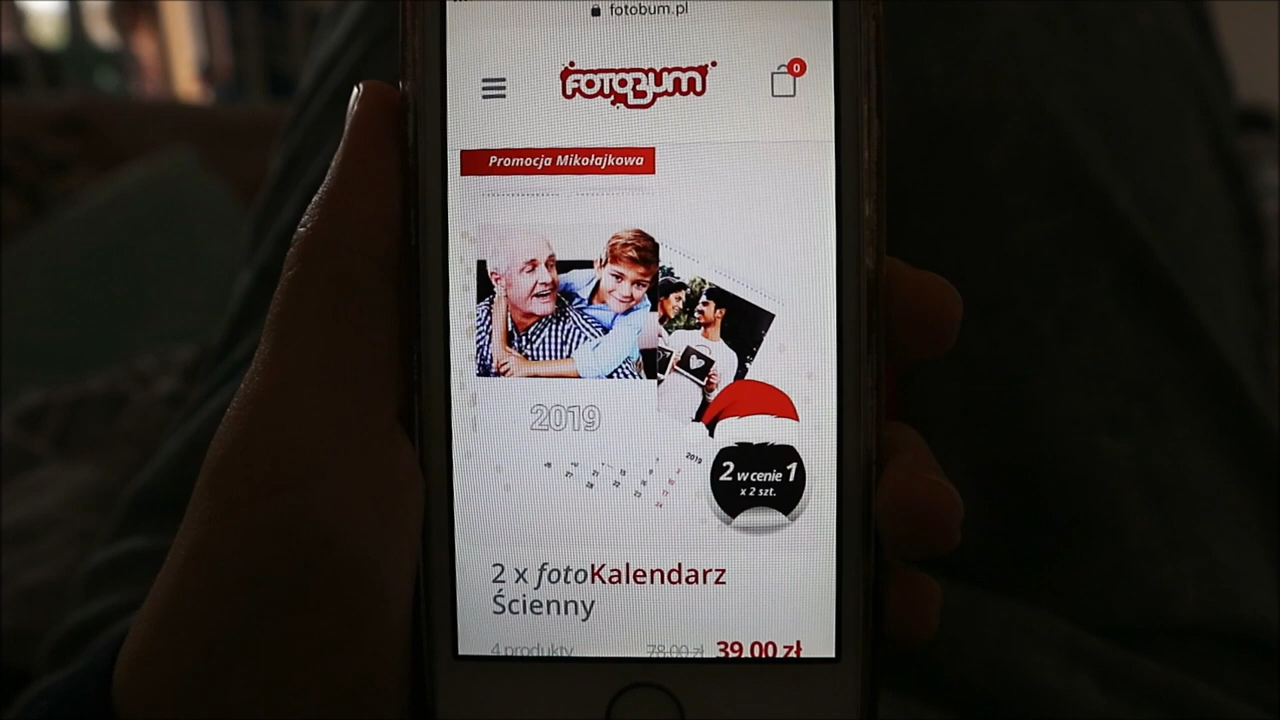 fotobum.pl
FOTOBUM
0
Promocja Mikołajkowa
2019
2019
2 w cenie 1
x 2 szt.
2 x fotoKalendarz
Ścienny
4 produkty 78,00 zł 39,00 zł